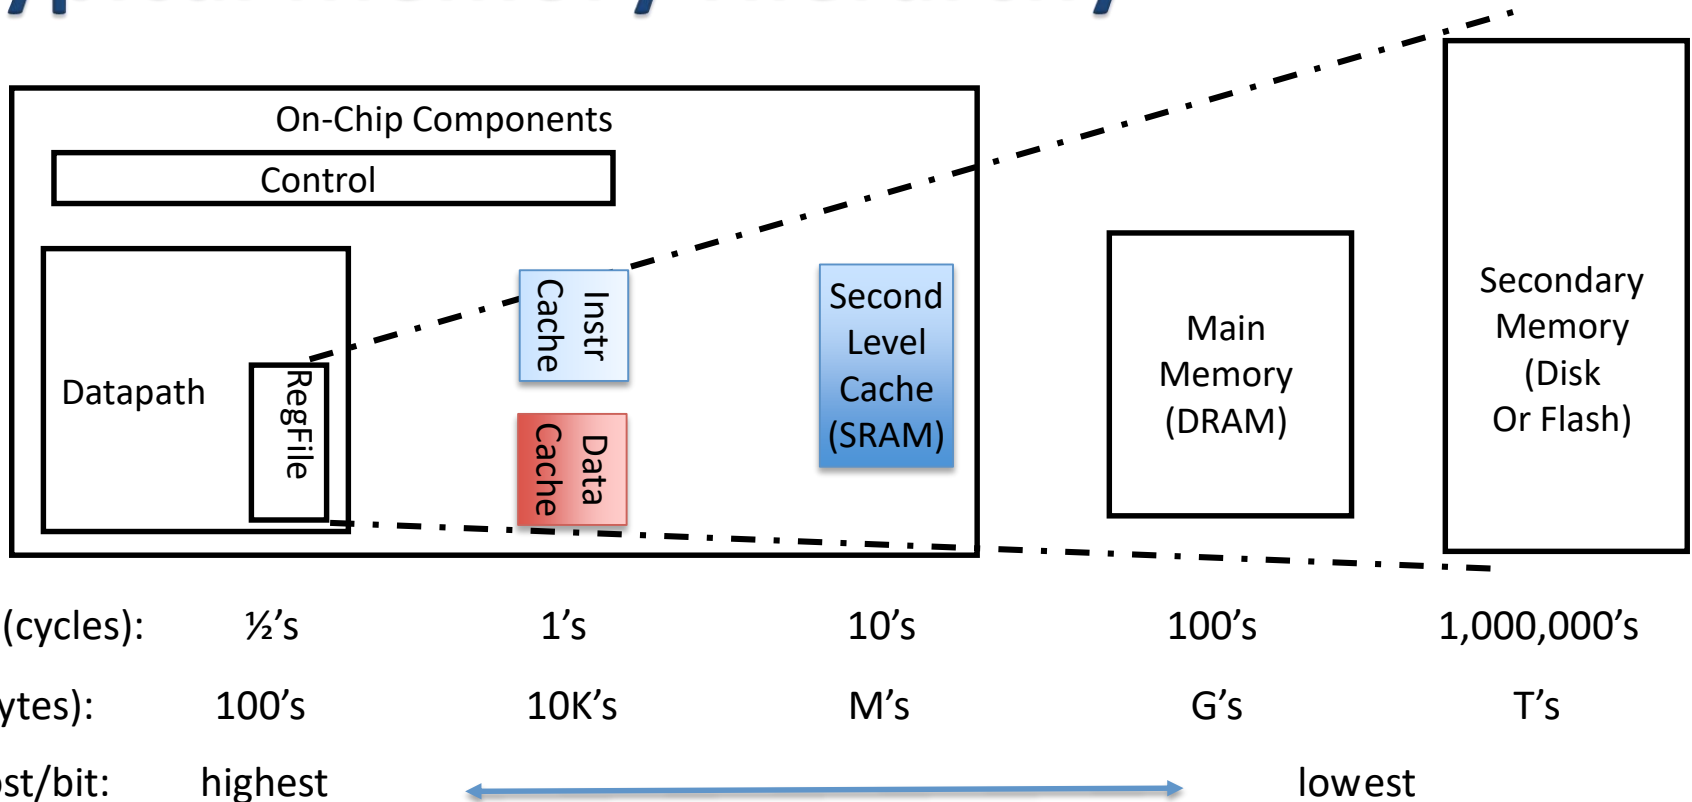 On-Chip Components
Control
Datapath
RegFile
Instr
Cache
Data
Cache
Second
Level
Cache
(SRAM)
Main
Memory
(DRAM)
Secondary
Memory
(Disk
Or Flash)
(cycles): ½’s 1’s 10’s 100’s 1,000,000’s
ytes): 100’s 10K’s M’s G’s T’s
ost/bit: highest lowest